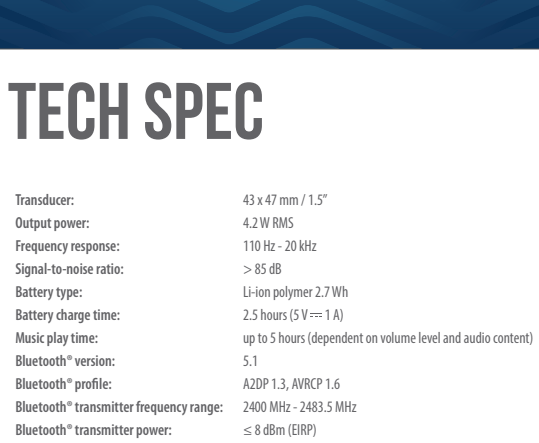 TECH SPEC
Transducer: 43 x 47 mm / 1.5”
Output power: 4.2 W RMS
Frequency response: 110 Hz - 20 kHz
Signal-to-noise ratio: > 85 dB
Battery type: Li-ion polymer 2.7 Wh
Battery charge time: 2.5 hours (5 V ⎓ 1 A)
Music play time: up to 5 hours (dependent on volume level and audio content)
Bluetooth® version: 5.1
Bluetooth® profile: A2DP 1.3, AVRCP 1.6
Bluetooth® transmitter frequency range: 2400 MHz - 2483.5 MHz
Bluetooth® transmitter power: ≤ 8 dBm (EIRP)